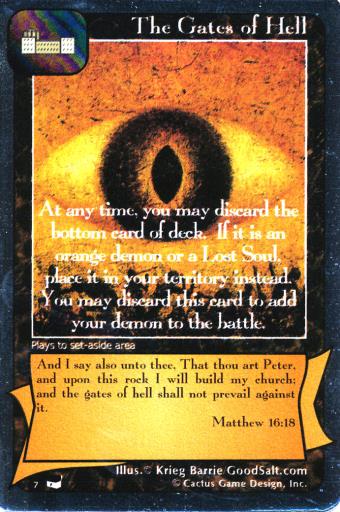 The Gates of Hell
At any time, you may discard the
bottom card of deck. If it is an
orange demon or a Lost Soul,
place it in your territory instead.
You may discard this card to add
your demon to the battle.
Plays to set-aside area
And I say also unto thee, That thou art Peter,
and upon this rock I will build my church;
and the gates of hell shall not prevail against
it.
Matthew 16:18
Illus.© Krieg Barrie GoodSalt.com
7 © Cactus Game Design, Inc.